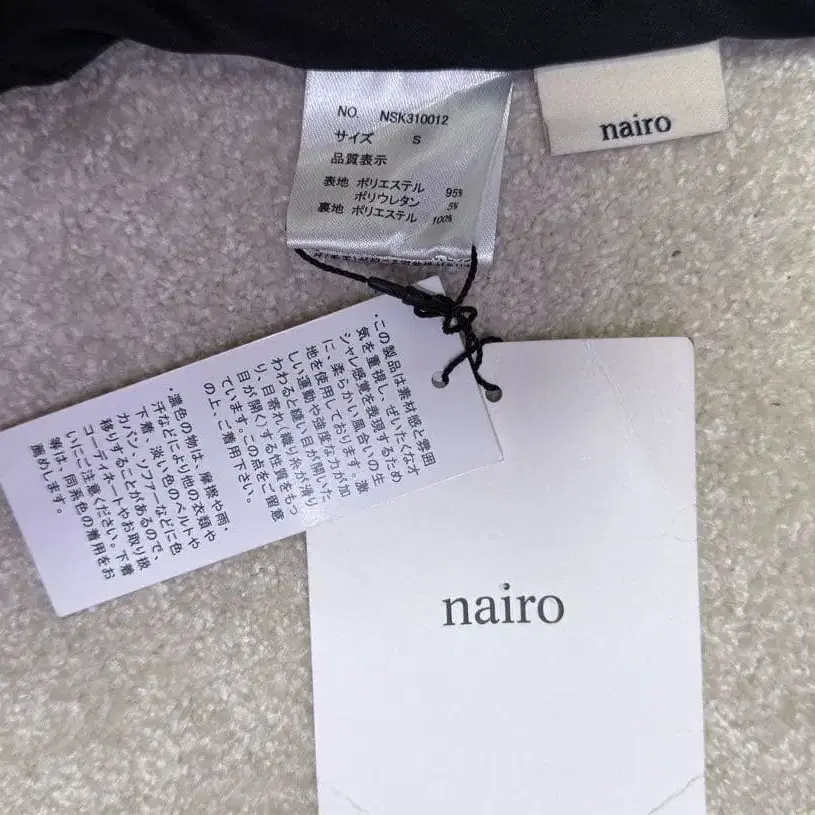 NO. NSK310012
サイズ S
品質表示
表地 ポリエステル 95%
ポリウレタン 5%
裏地 ポリエステル 100%
nairo
・この製品は素材感と雰囲
気を重視し、ぜいたくなオ
シャレ感覚を表現するため
に、柔らかい風合いの生
地を使用しております。激
しい運動や強度な力が加
わわると縫い目が開いた
り、目寄れ(織り糸が滑り
目が開く)する性質をもっ
ています。この点をご留意
の上、ご着用下さい。
・濃色の物は、摩擦や雨・
汗などにより他の衣類や
下着、淡い色のベルトや
カバン、ソファーなどに色
移りすることがあるので、
コーディネートやお取り扱
いにご注意ください。下着
等は、同系色の着用をお
薦めします。
nairo